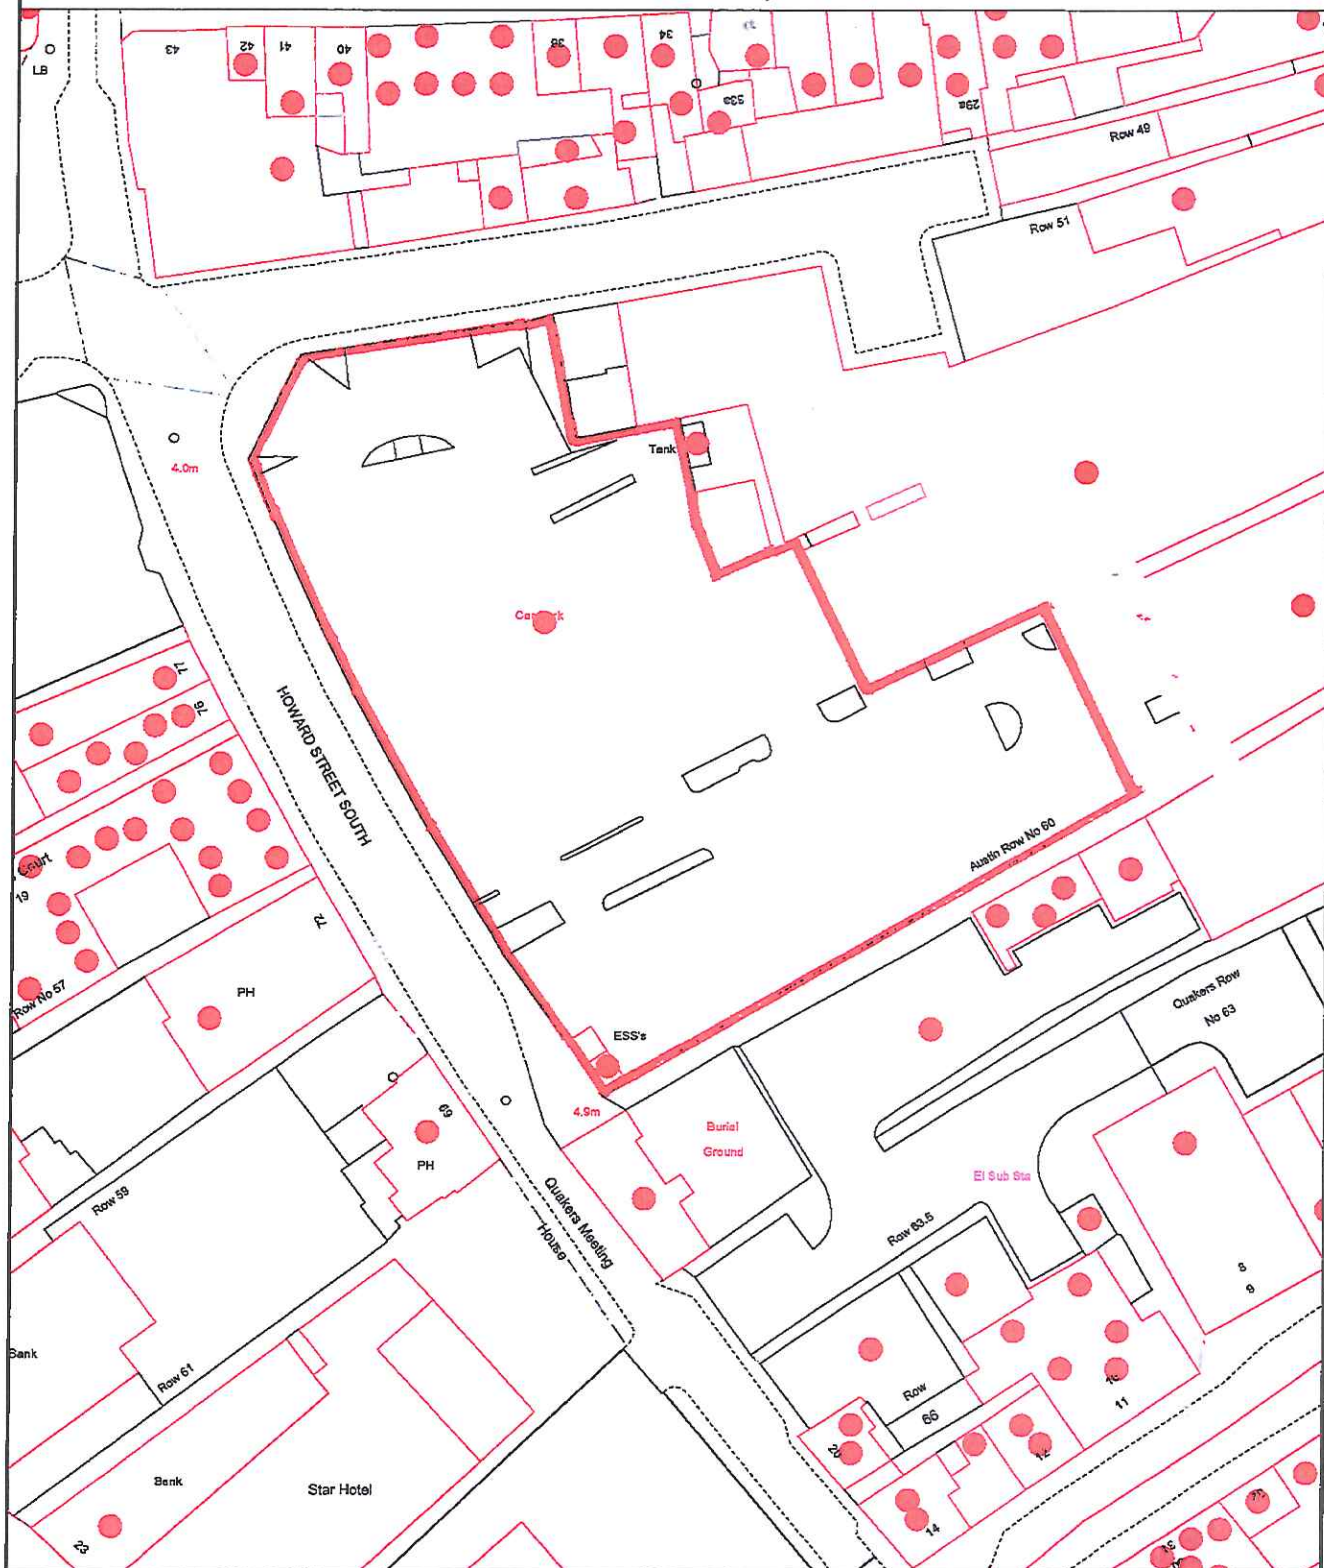 43
42
41
40
38
34
33a
29a
LB
Row 49
Row 51
4.0m
Tank
Car Park
77
76
HOWARD STREET SOUTH
Court
19
72
Austin Row No 60
Row No 57
PH
Quakers Row
No 63
ESS's
4.9m
69
PH
Burial
Ground
El Sub Sta
Row 59
Quakers Meeting
House
Row 63.5
8
9
Bank
Row 61
Row
66
11
20
12
14
Bank
Star Hotel
23